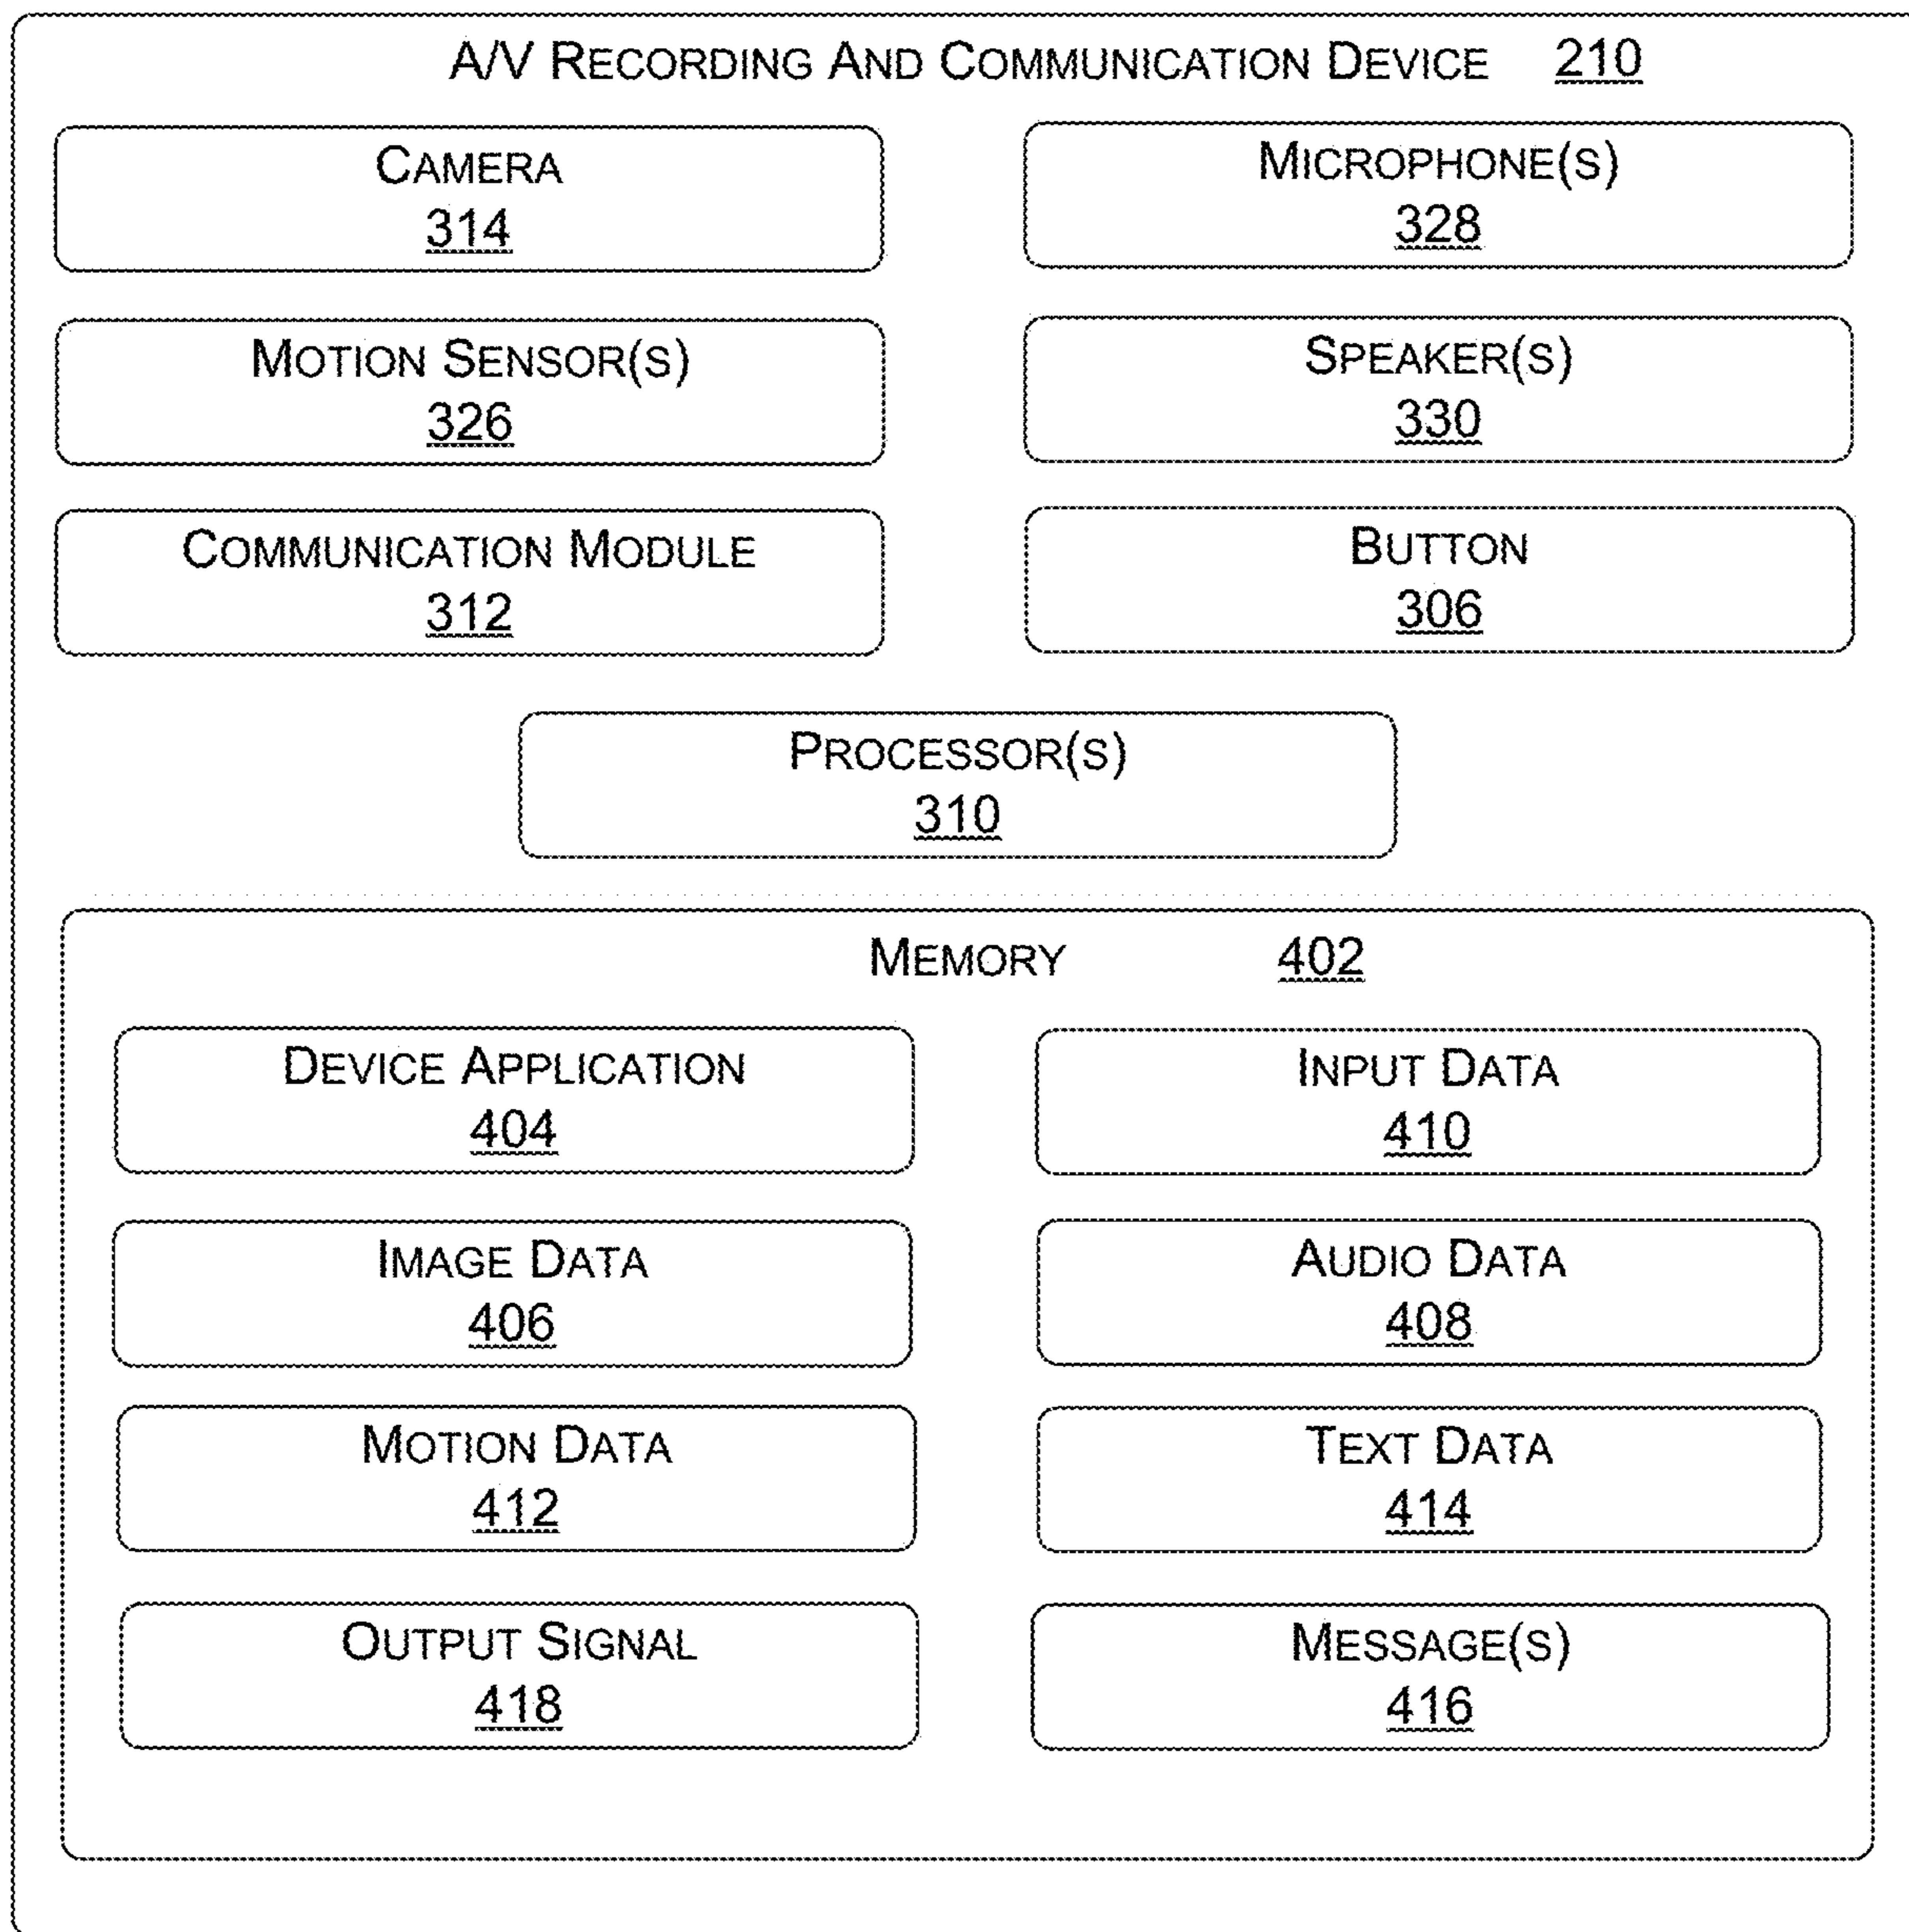 A/V RECORDING AND COMMUNICATION DEVICE 210
CAMERA
314
MICROPHONE(S)
328
MOTION SENSOR(S)
326
SPEAKER(S)
330
COMMUNICATION MODULE
312
BUTTON
306
PROCESSOR(S)
310
MEMORY 402
DEVICE APPLICATION
404
INPUT DATA
410
IMAGE DATA
406
AUDIO DATA
408
MOTION DATA
412
TEXT DATA
414
OUTPUT SIGNAL
418
MESSAGE(S)
416